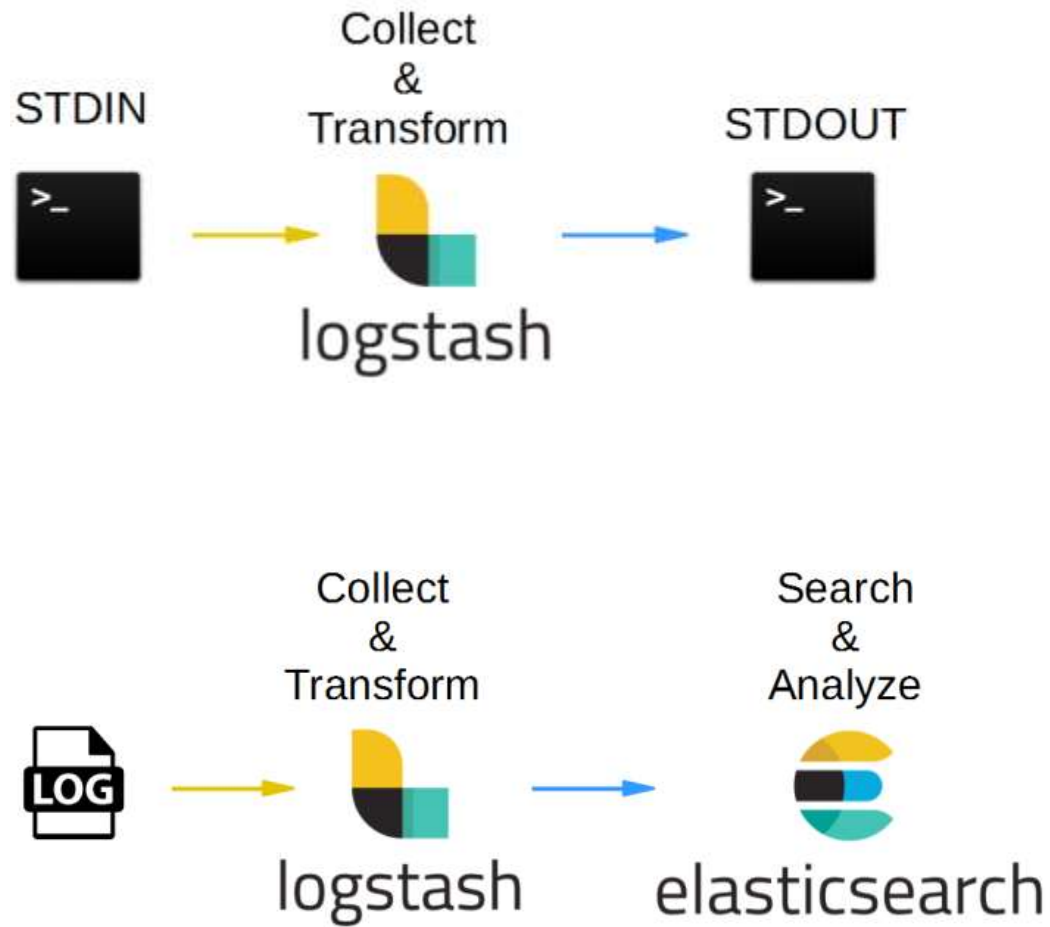 Collect
&
Transform
STDIN
STDOUT
>_
>_
logstash
Collect
&
Transform
Search
&
Analyze
LOG
logstash
elasticsearch